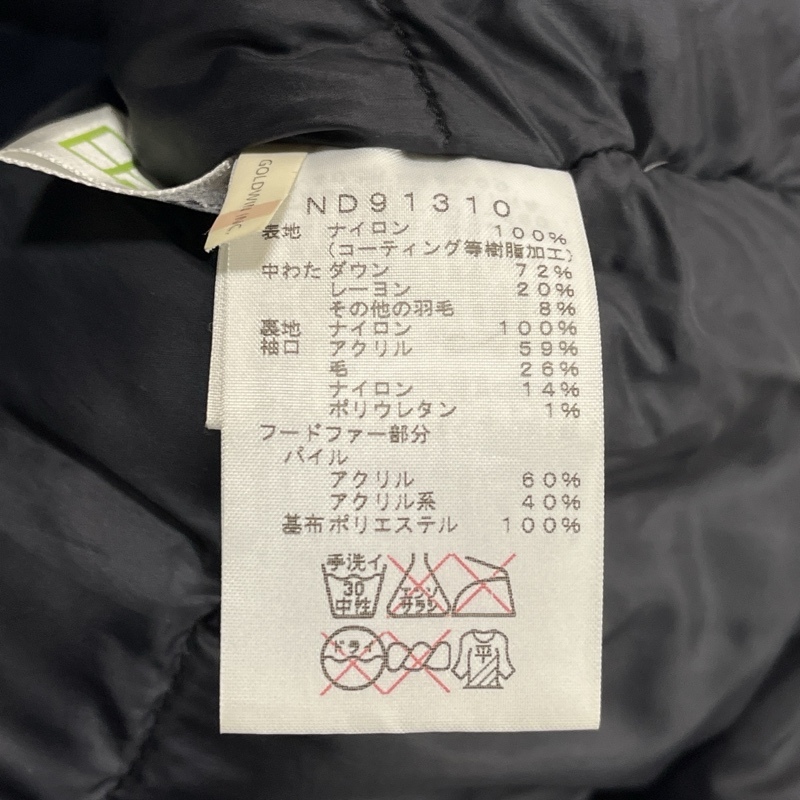 GOLDWIN INC.
ND91310
表地 ナイロン 100%
(コーティング等樹脂加工)
中わた ダウン 72%
レーヨン 20%
その他の羽毛 8%
裏地 ナイロン 100%
袖口 アクリル 59%
毛 26%
ナイロン 14%
ポリウレタン 1%
フードファー部分
パイル
アクリル 60%
アクリル系 40%
基布 ポリエステル 100%
手洗イ
30
中性
エンソ
サラシ
ドライ
平